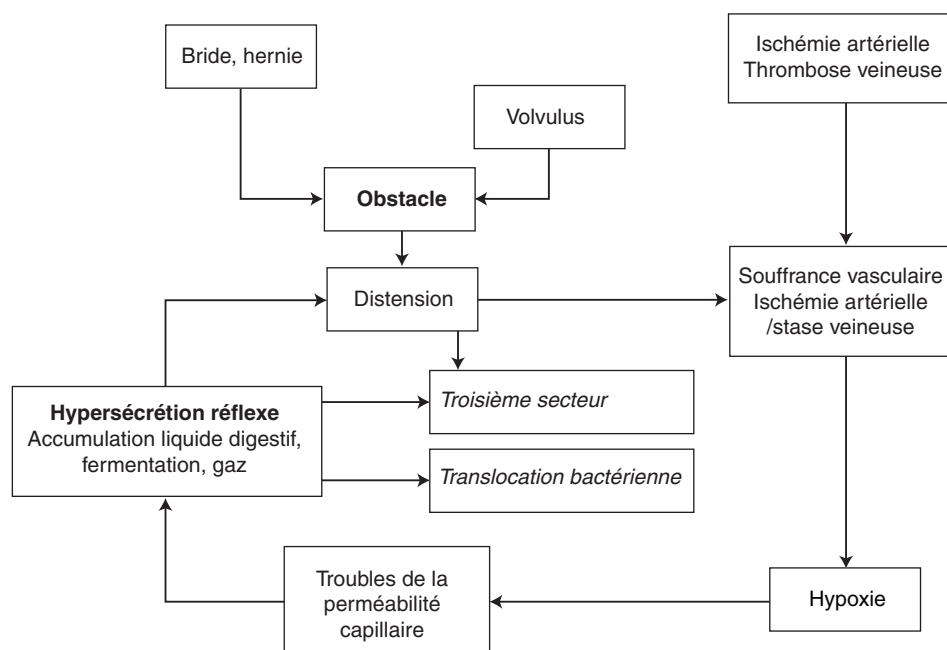 Bride, hernie
Ischémie artérielle
Thrombose veineuse
Volvulus
Obstacle
Distension
Souffrance vasculaire
Ischémie artérielle
/stase veineuse
Hypersécrétion réflexe
Accumulation liquide digestif,
fermentation, gaz
Troisième secteur
Translocation bactérienne
Troubles de la
perméabilité
capillaire
Hypoxie